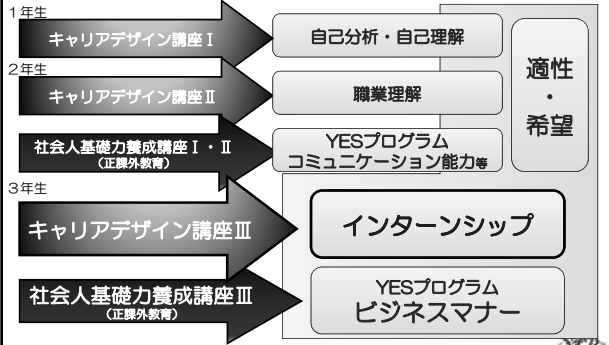 1年生
キャリアデザイン講座Ⅰ
自己分析・自己理解
2年生
キャリアデザイン講座Ⅱ
職業理解
社会人基礎力養成講座Ⅰ・Ⅱ
（正課外教育）
YESプログラム
コミュニケーション能力等
適性
・
希望
3年生
キャリアデザイン講座Ⅲ
インターンシップ
社会人基礎力養成講座Ⅲ
（正課外教育）
YESプログラム
ビジネスマナー